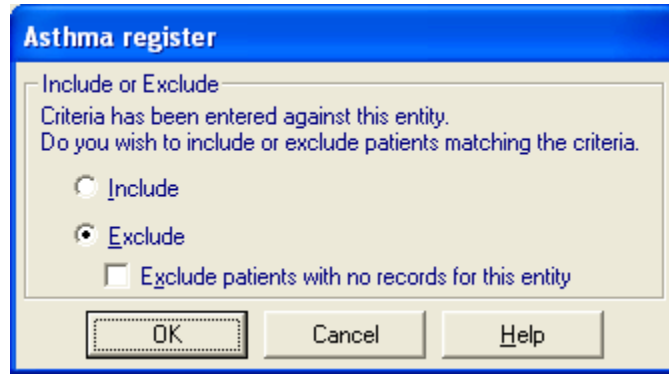 Asthma register
Include or Exclude
Criteria has been entered against this entity.
Do you wish to include or exclude patients matching the criteria.
Include
Exclude
Exclude patients with no records for this entity
OK
Cancel
Help